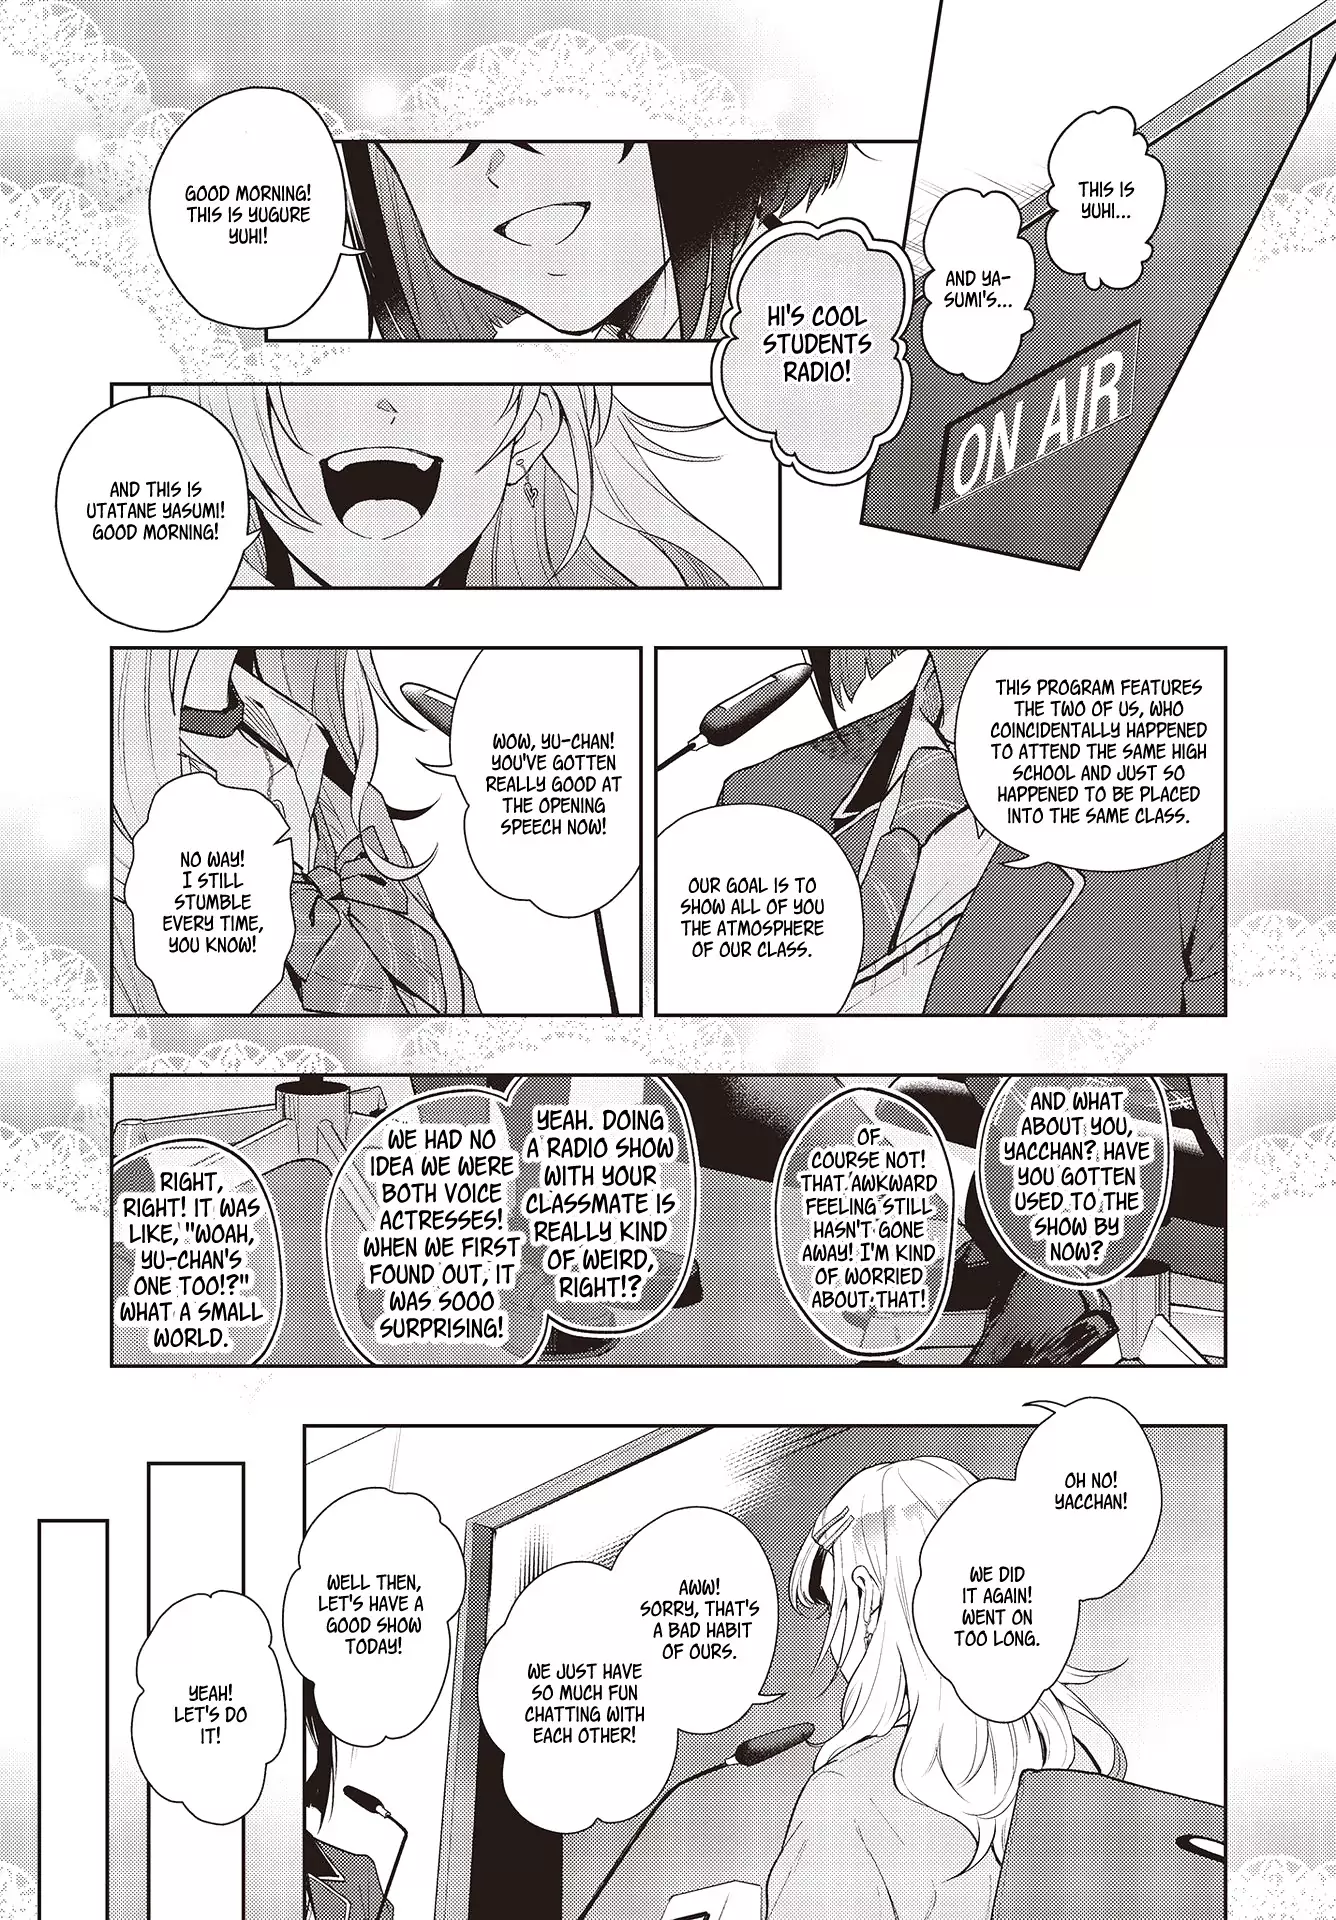 THIS IS
YUHI...
AND YA-
SUMI'S...
HI'S COOL
STUDENTS
RADIO!
ON AIR
GOOD MORNING!
THIS IS YUGURE
YUHI!
AND THIS IS
UTATANE YASUMI!
GOOD MORNING!
THIS PROGRAM FEATURES
THE TWO OF US, WHO
COINCIDENTALLY HAPPENED
TO ATTEND THE SAME HIGH
SCHOOL AND JUST SO
HAPPENED TO BE PLACED
INTO THE SAME CLASS.
OUR GOAL IS TO
SHOW ALL OF YOU
THE ATMOSPHERE
OF OUR CLASS.
WOW, YU-CHAN!
YOU'VE GOTTEN
REALLY GOOD AT
THE OPENING
SPEECH NOW!
NO WAY!
I STILL
STUMBLE
EVERY TIME,
YOU KNOW!
AND WHAT
ABOUT YOU,
YACCHAN? HAVE
YOU GOTTEN
USED TO THE
SHOW BY
NOW?
OF
COURSE NOT!
THAT AWKWARD
FEELING STILL
HASN'T GONE
AWAY! I'M KIND
OF WORRIED
ABOUT THAT!
YEAH. DOING
A RADIO SHOW
WITH YOUR
CLASSMATE IS
REALLY KIND
OF WEIRD,
RIGHT!?
WE HAD NO
IDEA WE WERE
BOTH VOICE
ACTRESSES!
WHEN WE FIRST
FOUND OUT, IT
WAS SOOO
SURPRISING!
RIGHT,
RIGHT! IT WAS
LIKE, "WOAH,
YU-CHAN'S
ONE TOO!?"
WHAT A SMALL
WORLD.
OH NO!
YACCHAN!
WE DID
IT AGAIN!
WENT ON
TOO LONG.
AWW!
SORRY, THAT'S
A BAD HABIT
OF OURS.
WE JUST HAVE
SO MUCH FUN
CHATTING WITH
EACH OTHER!
WELL THEN,
LET'S HAVE A
GOOD SHOW
TODAY!
YEAH!
LET'S DO
IT!